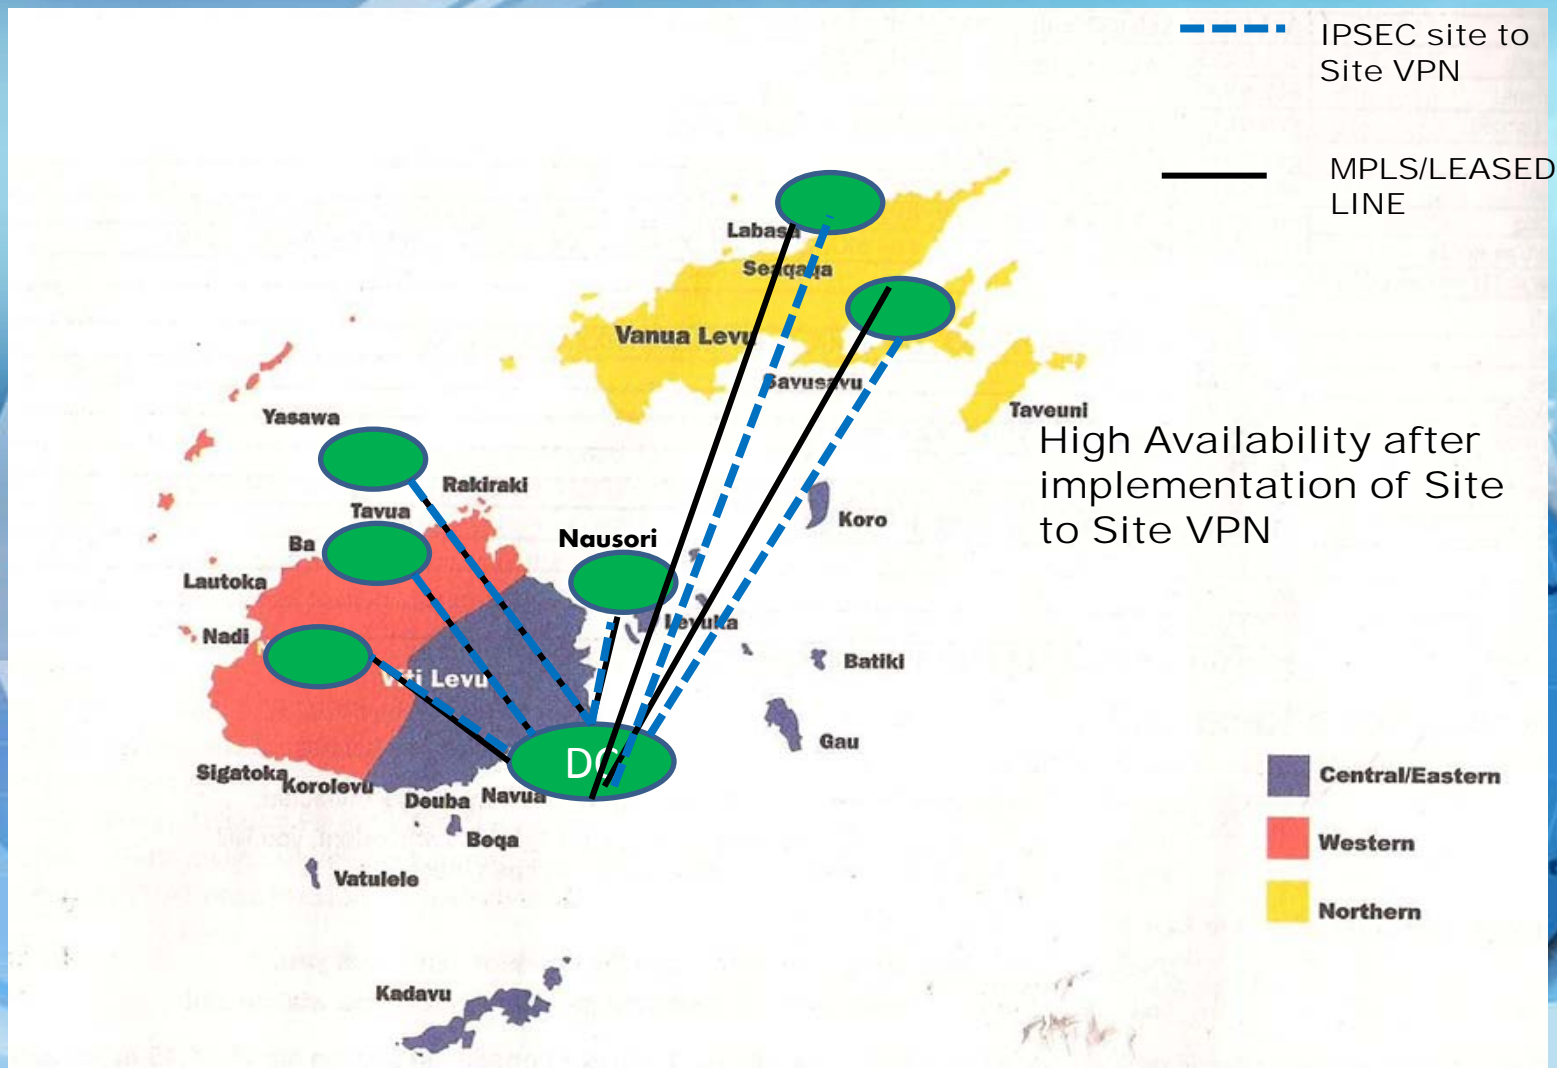 IPSEC site to
Site VPN
MPLS/LEASED
LINE
Labasa
Seaqaqa
Vanua Levu
Savusavu
Taveuni
High Availability after
implementation of Site
to Site VPN
Yasawa
Rakiraki
Tavua
Ba
Nausori
Koro
Lautoka
Levuka
Nadi
Batiki
Viti Levu
Gau
DC
Sigatoka
Korolevu
Deuba
Navua
Beqa
Vatulele
Central/Eastern
Western
Northern
Kadavu